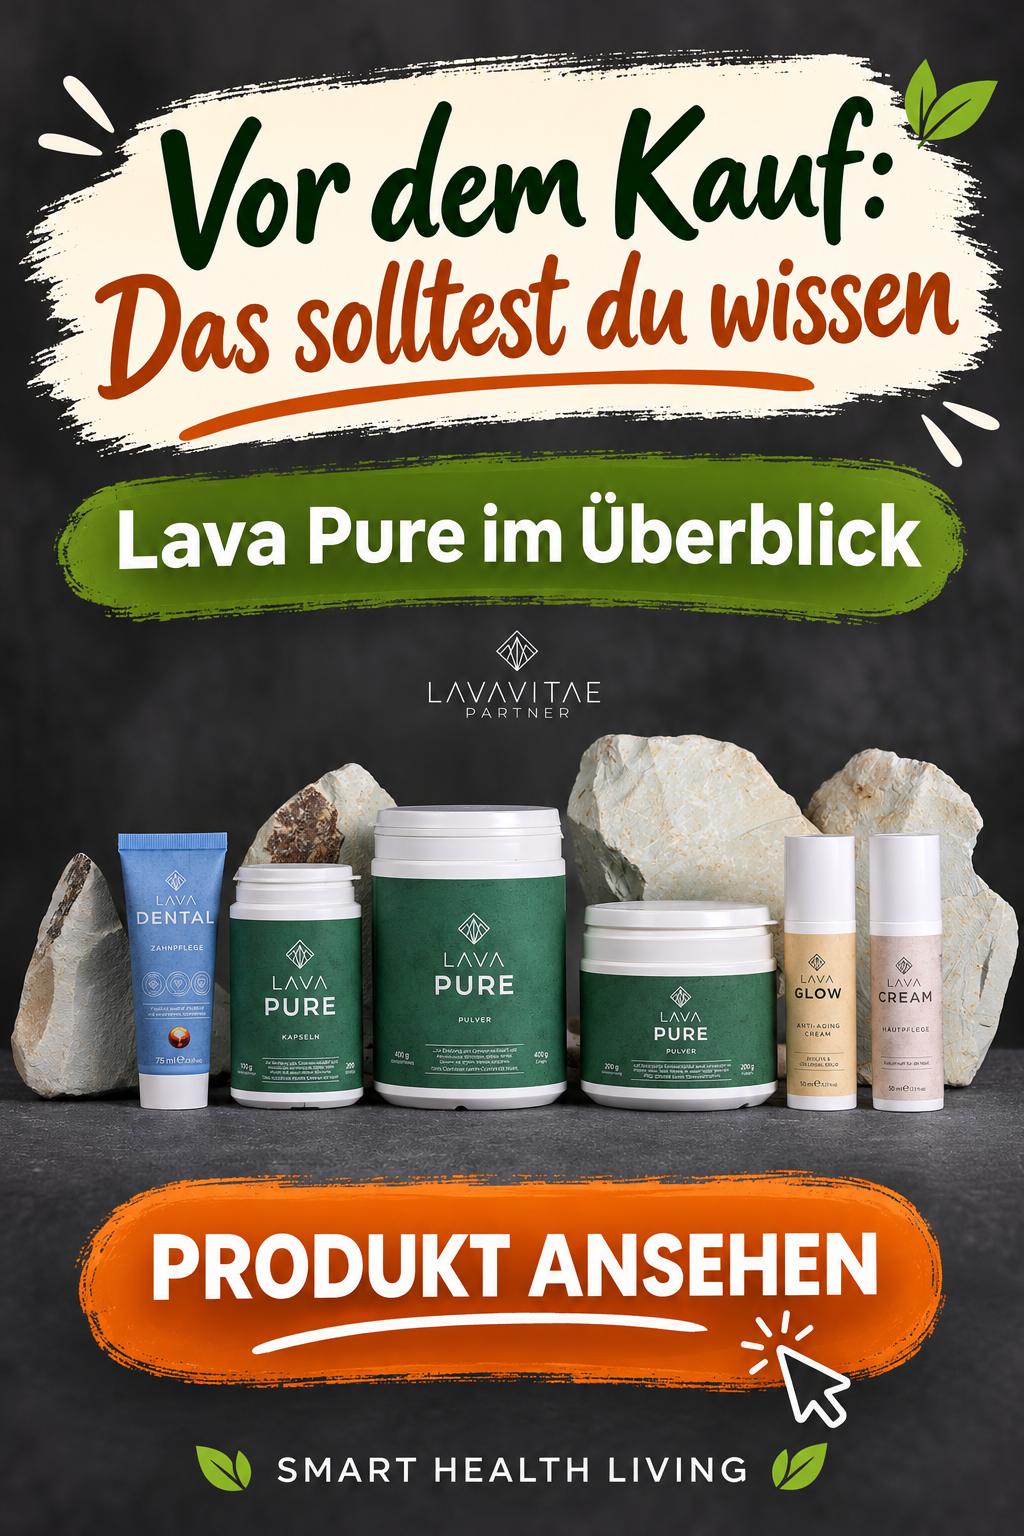 Vor dem Kauf:
Das solltest du wissen
Lava Pure im Überblick
LAVAVITAE
PARTNER
LAVA
DENTAL
ZAHNPFLEGE
75 ml
LAVA
PURE
KAPSELN
LAVA
PURE
PULVER
400 g
400 g
LAVA
PURE
PULVER
200 g
200 g
LAVA
GLOW
ANTI-AGING
CREAM
50 ml
LAVA
CREAM
HAUTPFLEGE
50 ml
PRODUKT ANSEHEN
SMART HEALTH LIVING